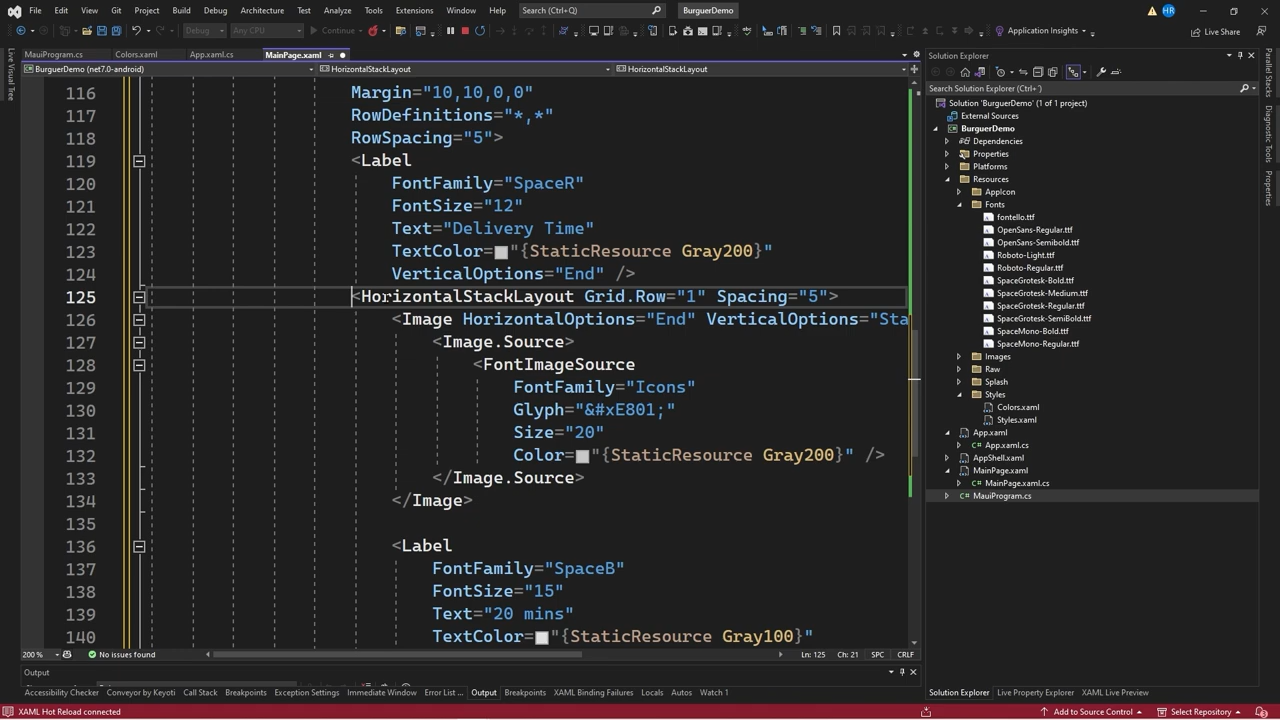 File Edit View Git Project Build Debug Architecture Test Analyze Tools Extensions Window Help Search (Ctrl+Q) BurguerDemo HR
Debug Any CPU Continue Application Insights Live Share
MauiProgram.cs Colors.xaml App.xaml.cs MainPage.xaml
BurguerDemo (net7.0-android) HorizontalStackLayout HorizontalStackLayout
Live Visual Tree
116 Margin="10,10,0,0"
117 RowDefinitions="*,*"
118 RowSpacing="5">
119 <Label
120 FontFamily="SpaceR"
121 FontSize="12"
122 Text="Delivery Time"
123 TextColor="{StaticResource Gray200}"
124 VerticalOptions="End" />
125 <HorizontalStackLayout Grid.Row="1" Spacing="5">
126 <Image HorizontalOptions="End" VerticalOptions="Sta
127 <Image.Source>
128 <FontImageSource
129 FontFamily="Icons"
130 Glyph="&#xE801;"
131 Size="20"
132 Color="{StaticResource Gray200}" />
133 </Image.Source>
134 </Image>
135
136 <Label
137 FontFamily="SpaceB"
138 FontSize="15"
139 Text="20 mins"
140 TextColor="{StaticResource Gray100}"
200 % No issues found Ln: 125 Ch: 21 SPC CRLF
Output
Accessibility Checker Conveyor by Keyoti Call Stack Breakpoints Exception Settings Immediate Window Error List ... Output Breakpoints XAML Binding Failures Locals Autos Watch 1
XAML Hot Reload connected
Solution Explorer
Search Solution Explorer (Ctrl+')
Solution 'BurguerDemo' (1 of 1 project)
External Sources
BurguerDemo
Dependencies
Properties
Platforms
Resources
AppIcon
Fonts
fontello.ttf
OpenSans-Regular.ttf
OpenSans-Semibold.ttf
Roboto-Light.ttf
Roboto-Regular.ttf
SpaceGrotesk-Bold.ttf
SpaceGrotesk-Medium.ttf
SpaceGrotesk-SemiBold.ttf
SpaceMono-Bold.ttf
SpaceMono-Regular.ttf
Images
Raw
Splash
Styles
Colors.xaml
Styles.xaml
App.xaml
App.xaml.cs
AppShell.xaml
MainPage.xaml
MainPage.xaml.cs
MauiProgram.cs
Solution Explorer Live Property Explorer XAML Live Preview
Add to Source Control Select Repository
Parallel Stacks
Diagnostic Tools
Properties